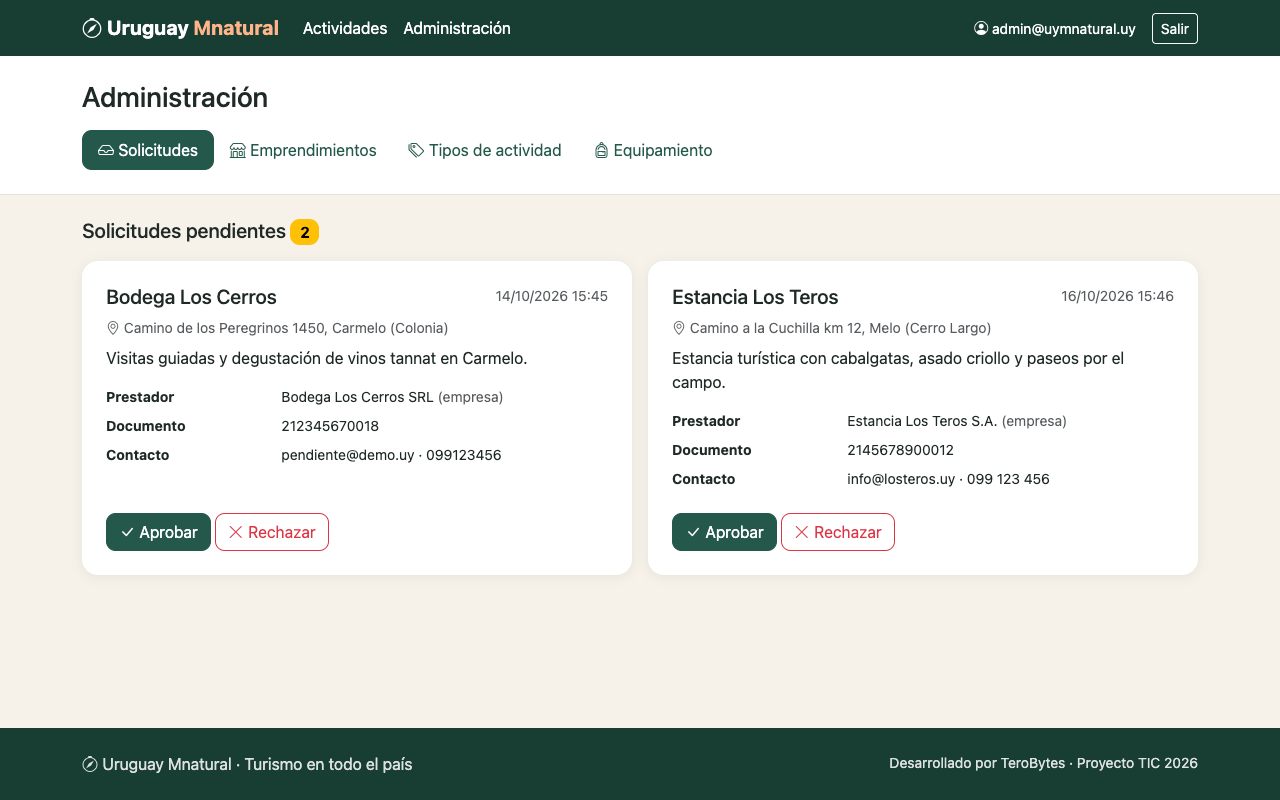 Uruguay Mnatural Actividades Administración admin@uymnatural.uy Salir
Administración
Solicitudes Emprendimientos Tipos de actividad Equipamiento
Solicitudes pendientes 2
Bodega Los Cerros 14/10/2026 15:45
Camino de los Peregrinos 1450, Carmelo (Colonia)
Visitas guiadas y degustación de vinos tannat en Carmelo.
Prestador Bodega Los Cerros SRL (empresa)
Documento 212345670018
Contacto pendiente@demo.uy · 099123456
Aprobar Rechazar
Estancia Los Teros 16/10/2026 15:46
Camino a la Cuchilla km 12, Melo (Cerro Largo)
Estancia turística con cabalgatas, asado criollo y paseos por el
campo.
Prestador Estancia Los Teros S.A. (empresa)
Documento 2145678900012
Contacto info@losteros.uy · 099 123 456
Aprobar Rechazar
Uruguay Mnatural · Turismo en todo el país
Desarrollado por TeroBytes · Proyecto TIC 2026